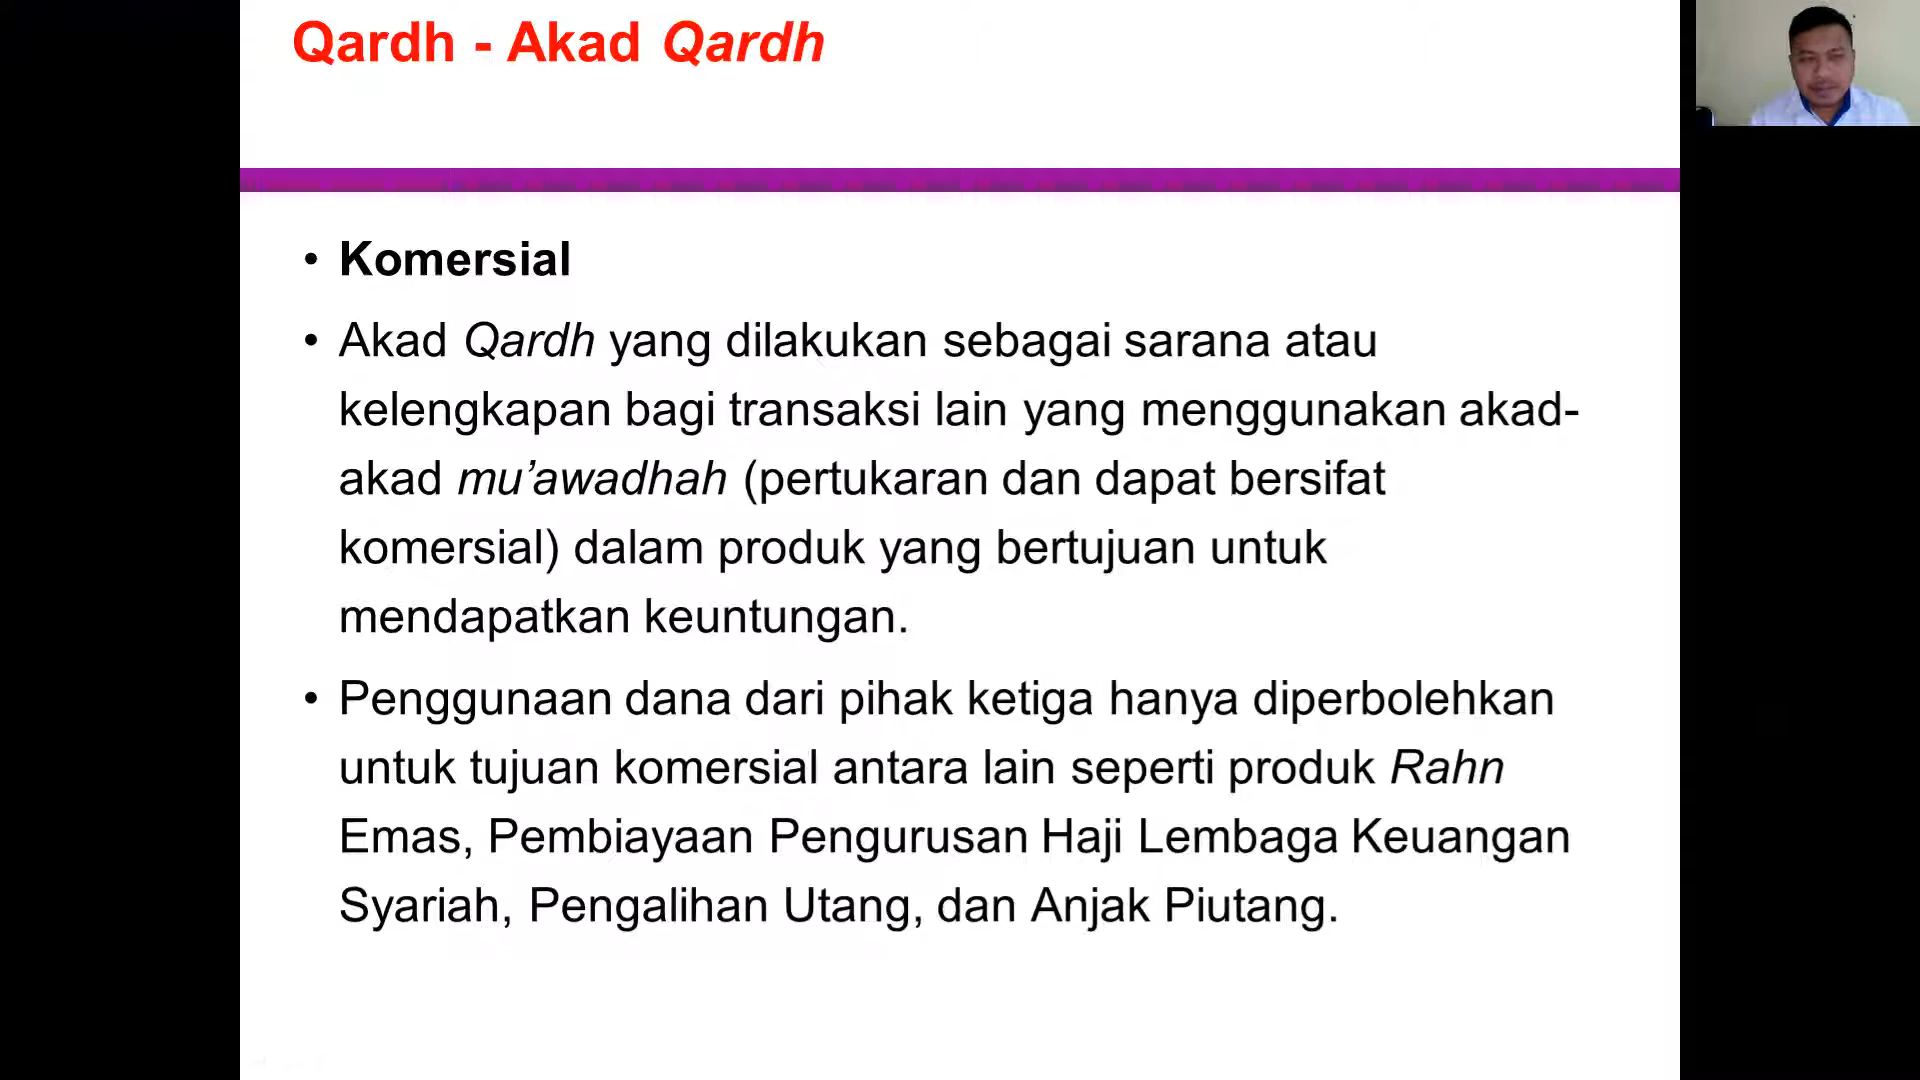 Qardh - Akad Qardh
• Komersial
• Akad Qardh yang dilakukan sebagai sarana atau
kelengkapan bagi transaksi lain yang menggunakan akad-
akad mu’awadhah (pertukaran dan dapat bersifat
komersial) dalam produk yang bertujuan untuk
mendapatkan keuntungan.
• Penggunaan dana dari pihak ketiga hanya diperbolehkan
untuk tujuan komersial antara lain seperti produk Rahn
Emas, Pembiayaan Pengurusan Haji Lembaga Keuangan
Syariah, Pengalihan Utang, dan Anjak Piutang.